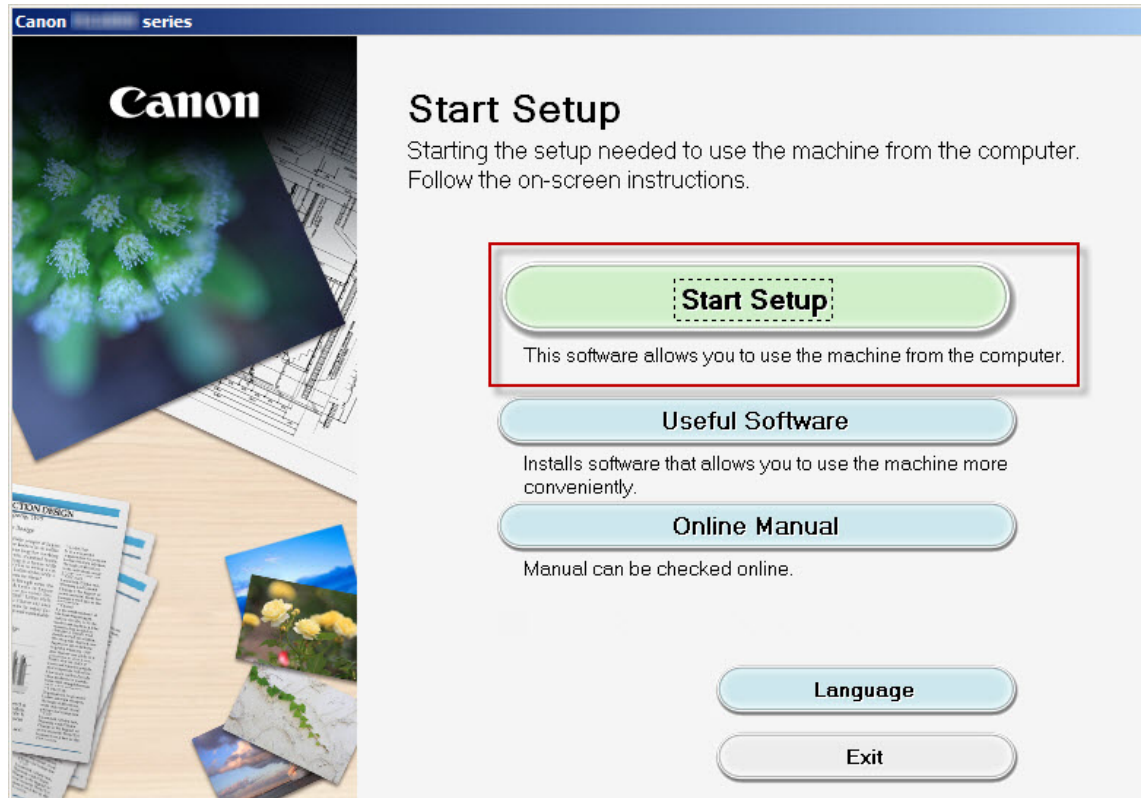 Canon series
Canon
Start Setup
Starting the setup needed to use the machine from the computer.
Follow the on-screen instructions.
Start Setup
This software allows you to use the machine from the computer.
Useful Software
Installs software that allows you to use the machine more
conveniently.
Online Manual
Manual can be checked online.
Language
Exit